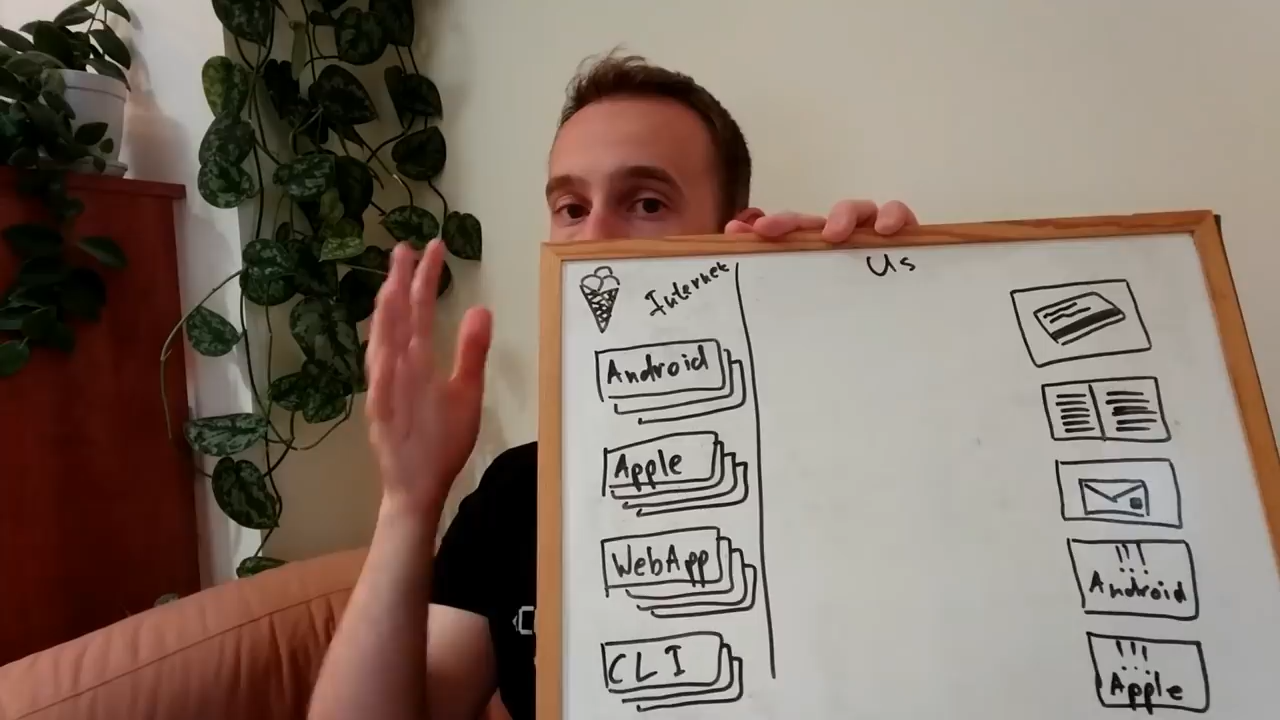 Internet
Us
Android
Apple
WebApp
CLI
!!!
Android
!!!
Apple